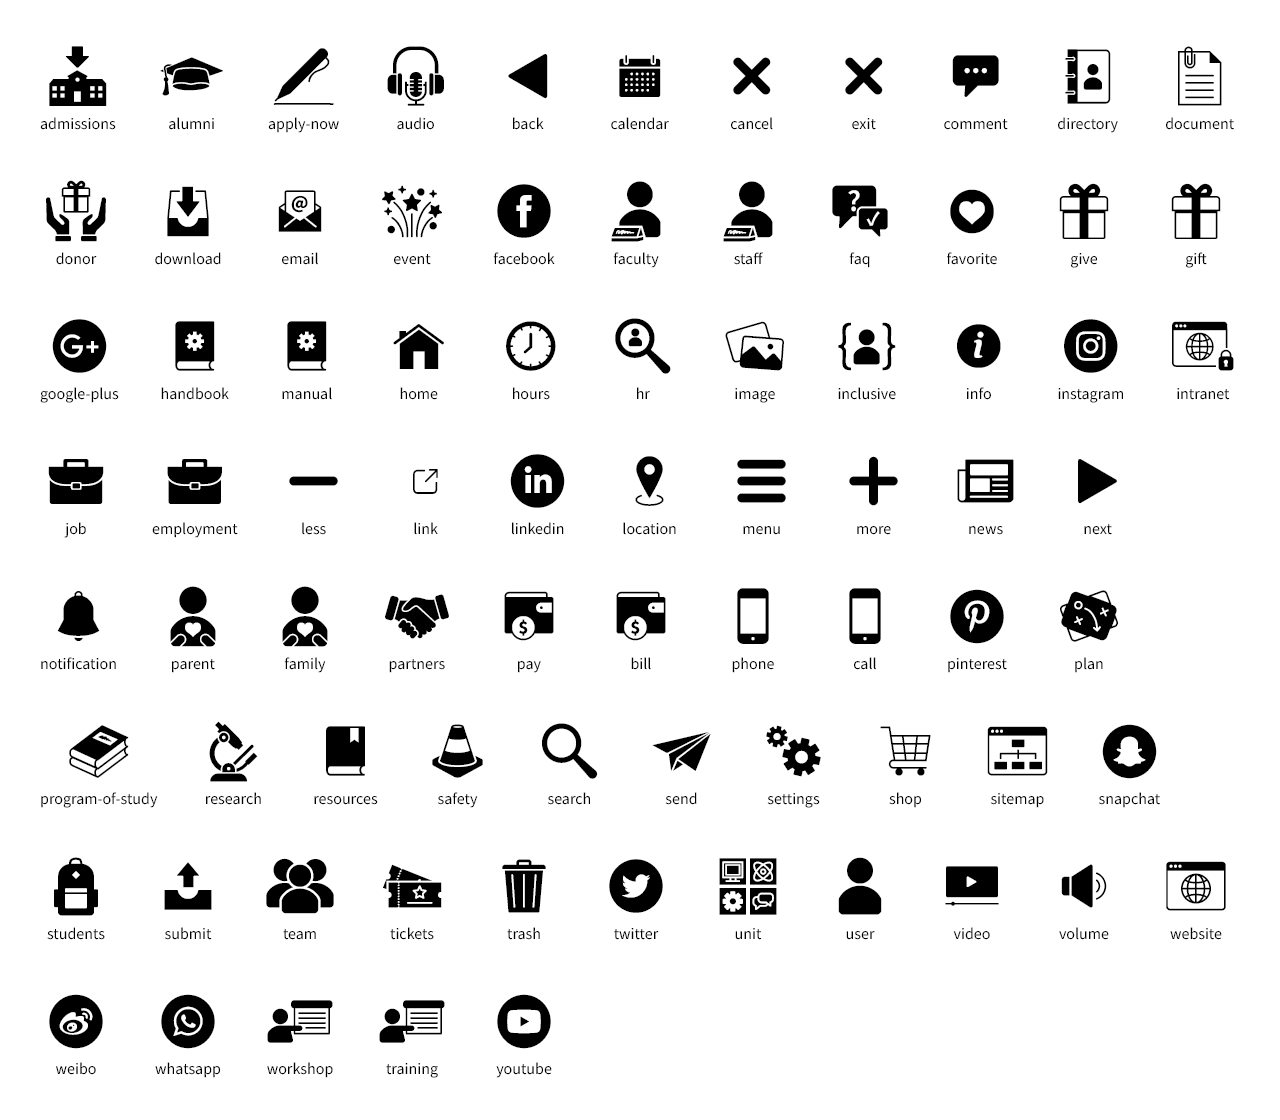 admissions alumni apply-now audio back calendar cancel exit comment directory document
donor download email event facebook faculty staff faq favorite give gift
google-plus handbook manual home hours hr image inclusive info instagram intranet
job employment less link linkedin location menu more news next
notification parent family partners pay bill phone call pinterest plan
program-of-study research resources safety search send settings shop sitemap snapchat
students submit team tickets trash twitter unit user video volume website
weibo whatsapp workshop training youtube